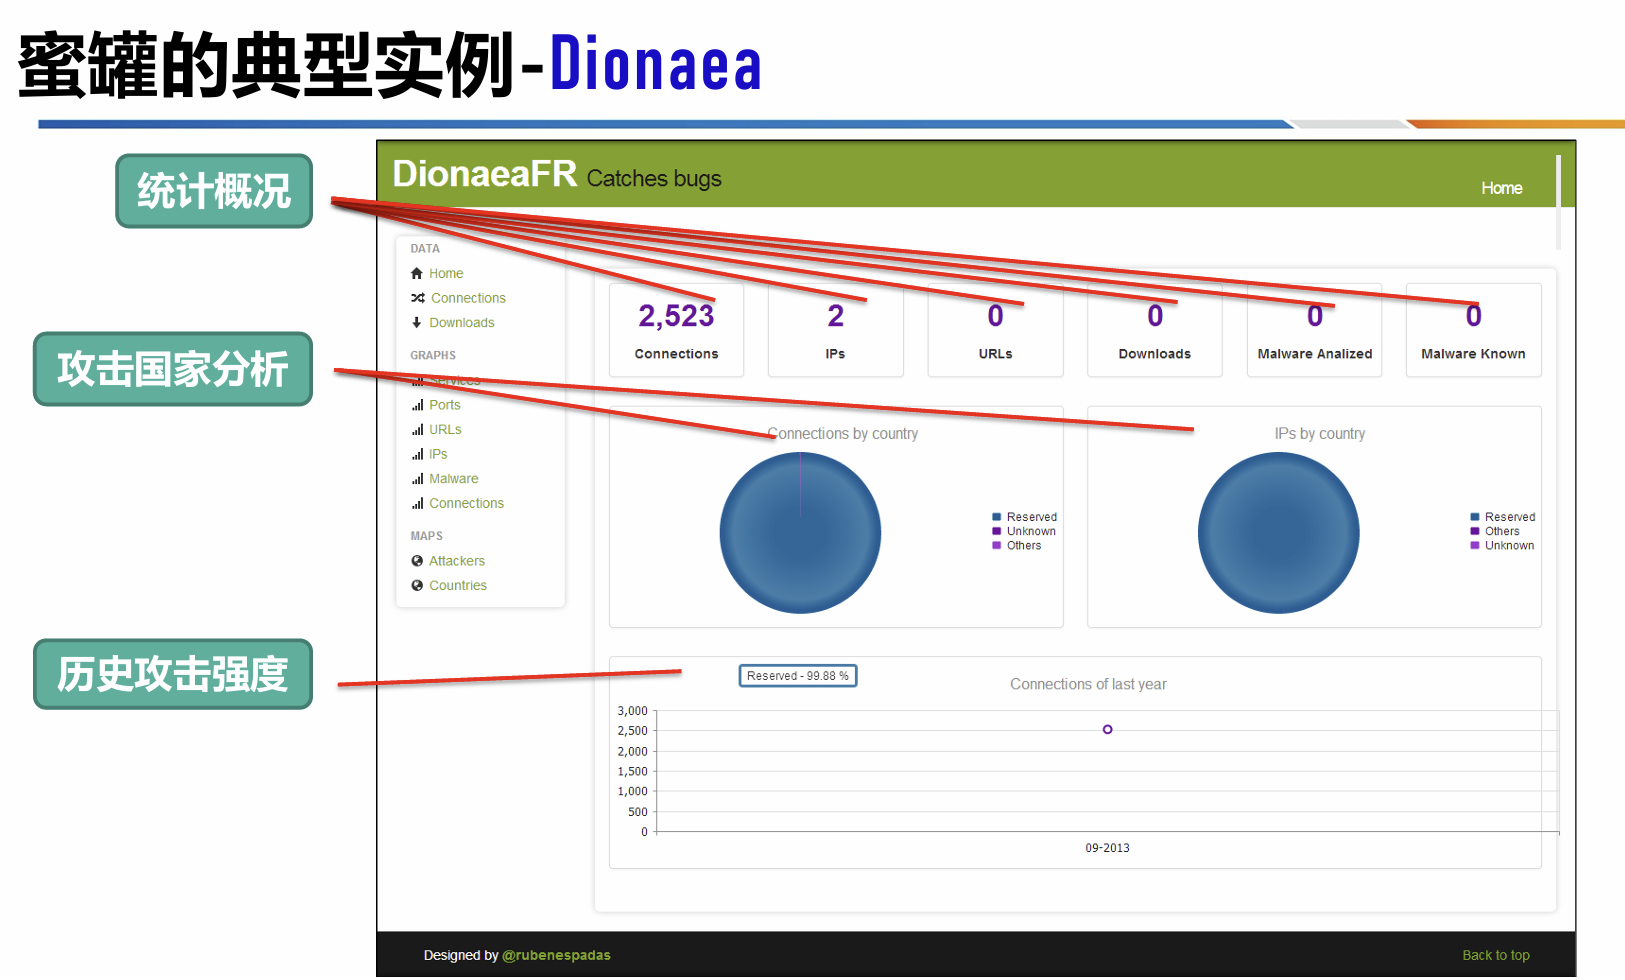 蜜罐的典型实例-Dionaea
统计概况
攻击国家分析
历史攻击强度
DionaeaFR Catches bugs
Home
DATA
Home
Connections
Downloads
GRAPHS
Services
Ports
URLs
IPs
Malware
Connections
MAPS
Attackers
Countries
2,523
Connections
2
IPs
0
URLs
0
Downloads
0
Malware Analized
0
Malware Known
Connections by country
Reserved
Unknown
Others
IPs by country
Reserved
Others
Unknown
Reserved - 99.88 %
Connections of last year
3,000
2,500
2,000
1,500
1,000
500
0
09-2013
Designed by @rubenespadas
Back to top